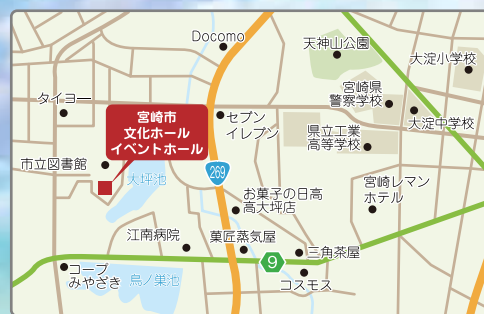 Docomo
天神山公園
大淀小学校
タイヨー
宮崎県
警察学校
宮崎市
文化ホール
イベントホール
セブン
イレブン
大淀中学校
県立工業
高等学校
市立図書館
大坪池
269
お菓子の日高
高大坪店
宮崎レマン
ホテル
江南病院
菓匠蒸気屋
三角茶屋
9
コープ
みやざき
鳥ノ巣池
コスモス